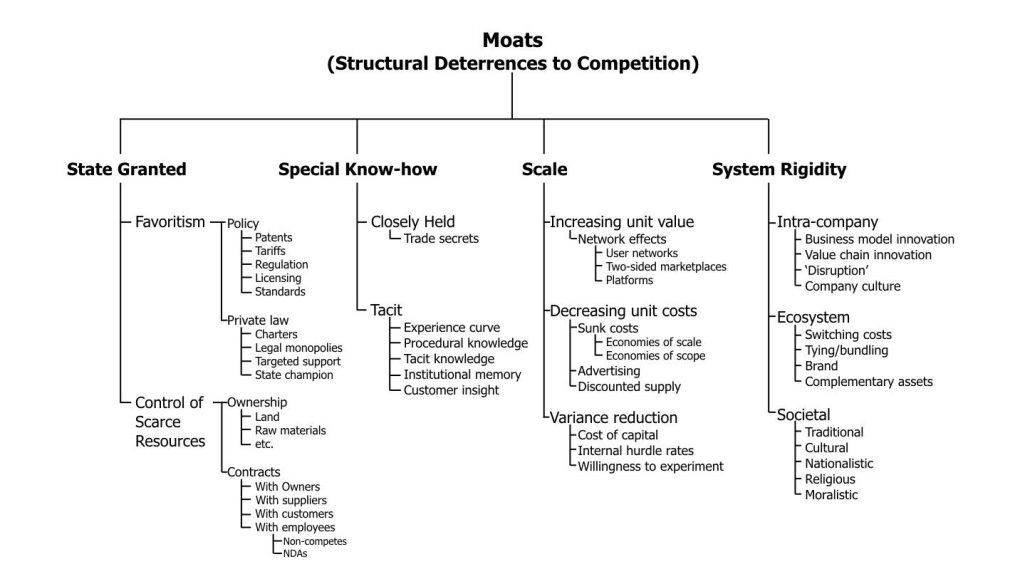 Moats
(Structural Deterrences to Competition)
State Granted
Favoritism
Policy
Patents
Tariffs
Regulation
Licensing
Standards
Private law
Charters
Legal monopolies
Targeted support
State champion
Control of
Scarce
Resources
Ownership
Land
Raw materials
etc.
Contracts
With Owners
With suppliers
With customers
With employees
Non-competes
NDAs
Special Know-how
Closely Held
Trade secrets
Tacit
Experience curve
Procedural knowledge
Tacit knowledge
Institutional memory
Customer insight
Scale
Increasing unit value
Network effects
User networks
Two-sided marketplaces
Platforms
Decreasing unit costs
Sunk costs
Economies of scale
Economies of scope
Advertising
Discounted supply
Variance reduction
Cost of capital
Internal hurdle rates
Willingness to experiment
System Rigidity
Intra-company
Business model innovation
Value chain innovation
‘Disruption’
Company culture
Ecosystem
Switching costs
Tying/bundling
Brand
Complementary assets
Societal
Traditional
Cultural
Nationalistic
Religious
Moralistic